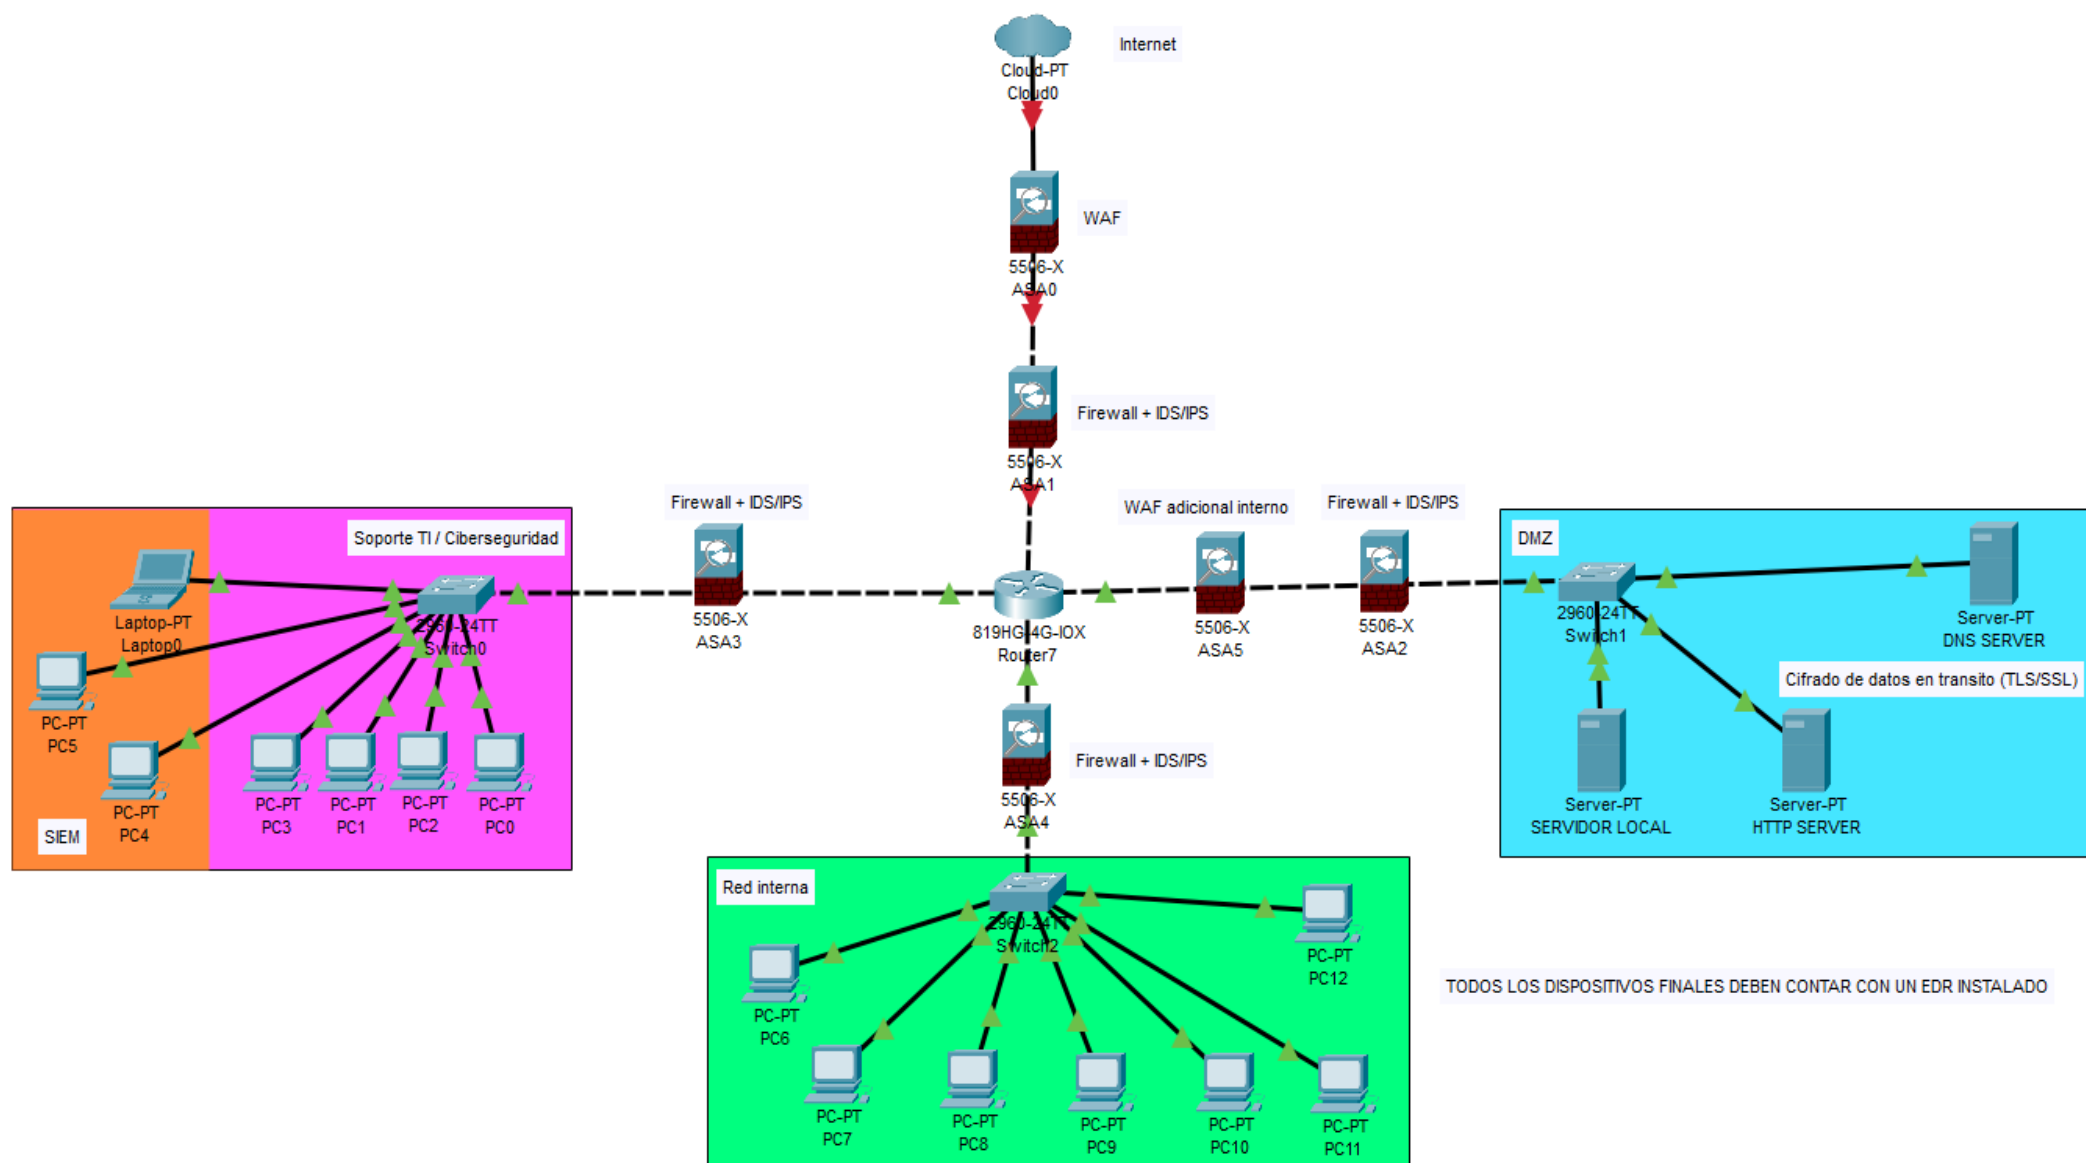 Internet
Cloud-PT
Cloud0
WAF
5506-X
ASA0
Firewall + IDS/IPS
5506-X
ASA1
Firewall + IDS/IPS
5506-X
ASA3
WAF adicional interno
5506-X
ASA5
Firewall + IDS/IPS
5506-X
ASA2
819HG-4G-IOX
Router7
Soporte TI / Ciberseguridad
2960-24TT
Switch0
Laptop-PT
Laptop0
PC-PT
PC5
PC-PT
PC4
PC-PT
PC3
PC-PT
PC1
PC-PT
PC2
PC-PT
PC0
SIEM
DMZ
2960-24TT
Switch1
Server-PT
DNS SERVER
Cifrado de datos en transito (TLS/SSL)
Server-PT
SERVIDOR LOCAL
Server-PT
HTTP SERVER
Firewall + IDS/IPS
5506-X
ASA4
Red interna
2960-24TT
Switch2
PC-PT
PC12
PC-PT
PC6
PC-PT
PC7
PC-PT
PC8
PC-PT
PC9
PC-PT
PC10
PC-PT
PC11
TODOS LOS DISPOSITIVOS FINALES DEBEN CONTAR CON UN EDR INSTALADO